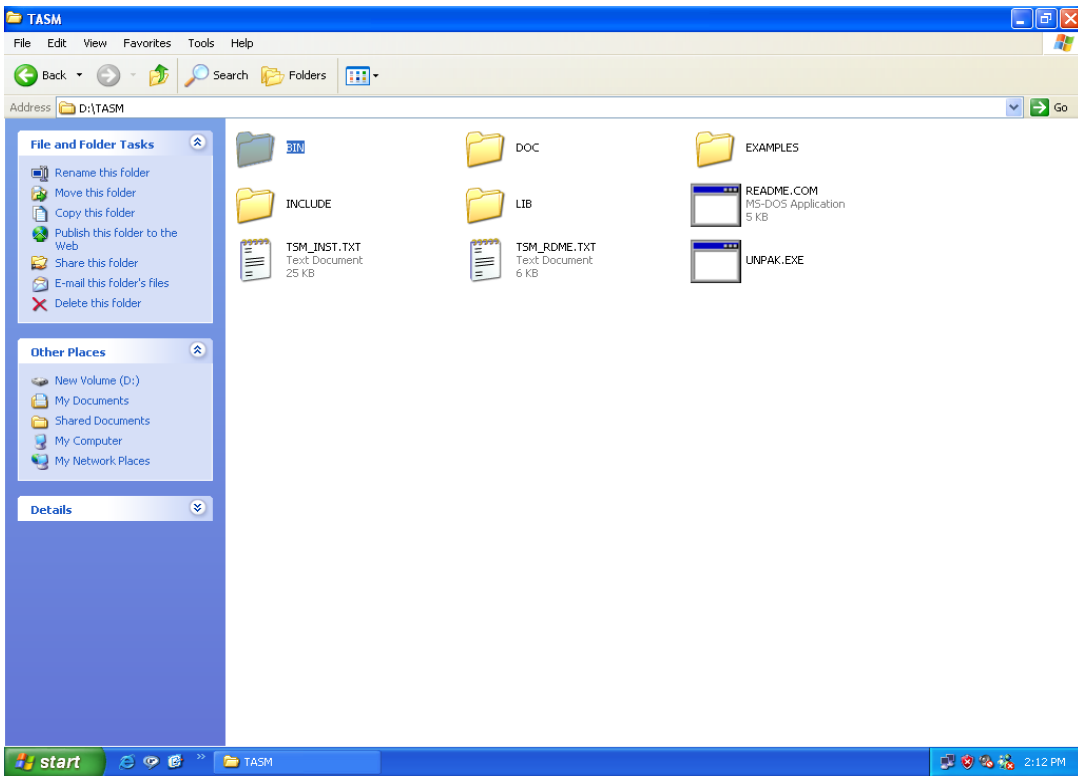 TASM
File Edit View Favorites Tools Help
Back Search Folders
Address D:\TASM Go
File and Folder Tasks
Rename this folder
Move this folder
Copy this folder
Publish this folder to the
Web
Share this folder
E-mail this folder's files
Delete this folder
Other Places
New Volume (D:)
My Documents
Shared Documents
My Computer
My Network Places
Details
BIN DOC EXAMPLES
INCLUDE LIB README.COM
MS-DOS Application
5 KB
TSM_INST.TXT TSM_RDME.TXT UNPAK.EXE
Text Document Text Document
25 KB 6 KB
start TASM 2:12 PM